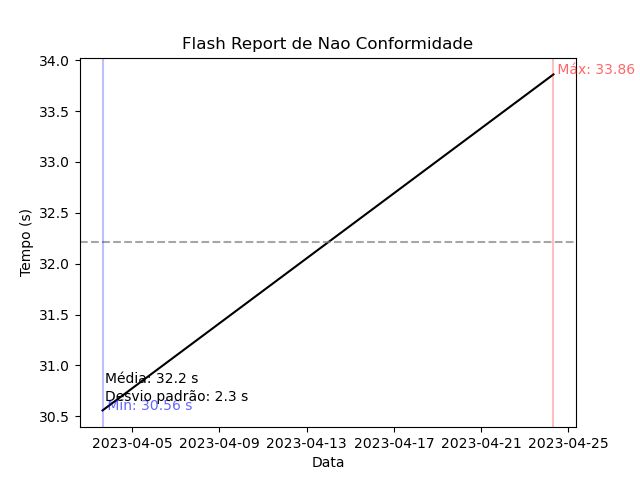 Flash Report de Nao Conformidade
Máx: 33.86
34.0
33.5
33.0
32.5
32.0
31.5
31.0
30.5
Tempo (s)
Média: 32.2 s
Desvio padrão: 2.3 s
Mín: 30.56 s
2023-04-05 2023-04-09 2023-04-13 2023-04-17 2023-04-21 2023-04-25
Data